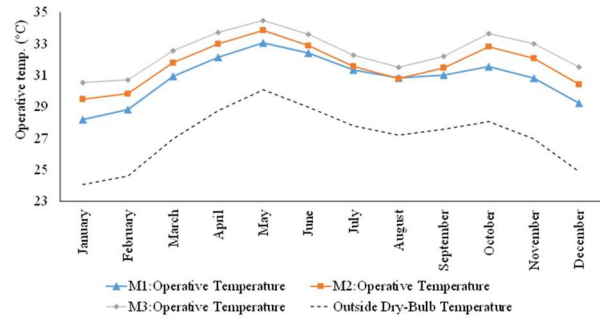 Operative temp. (°C)
35
33
31
29
27
25
23
January
February
March
April
May
June
July
August
September
October
November
December
M1:Operative Temperature
M2:Operative Temperature
M3:Operative Temperature
Outside Dry-Bulb Temperature